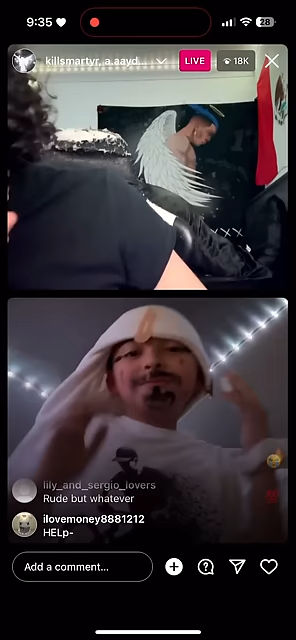 9:35
28
killsmartyr, a.aayd...
LIVE
18K
lily_and_sergio_lovers
Rude but whatever
ilovemoney8881212
HELp-
Add a comment...